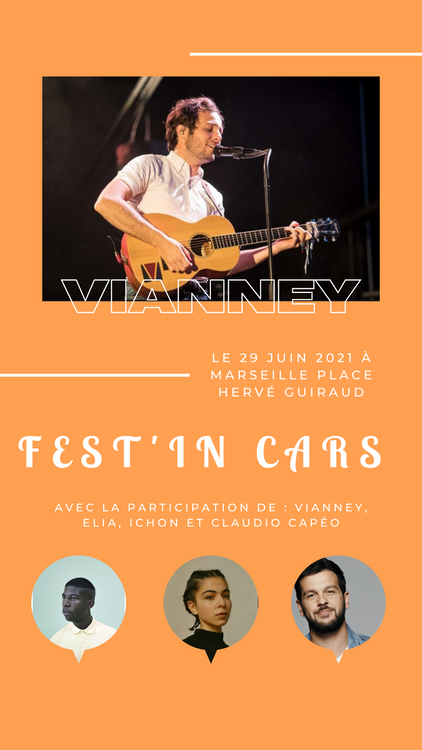 VIANNEY
LE 29 JUIN 2021 À
MARSEILLE PLACE
HERVÉ GUIRAUD
FEST'IN CARS
AVEC LA PARTICIPATION DE : VIANNEY,
ELIA, ICHON ET CLAUDIO CAPÉO